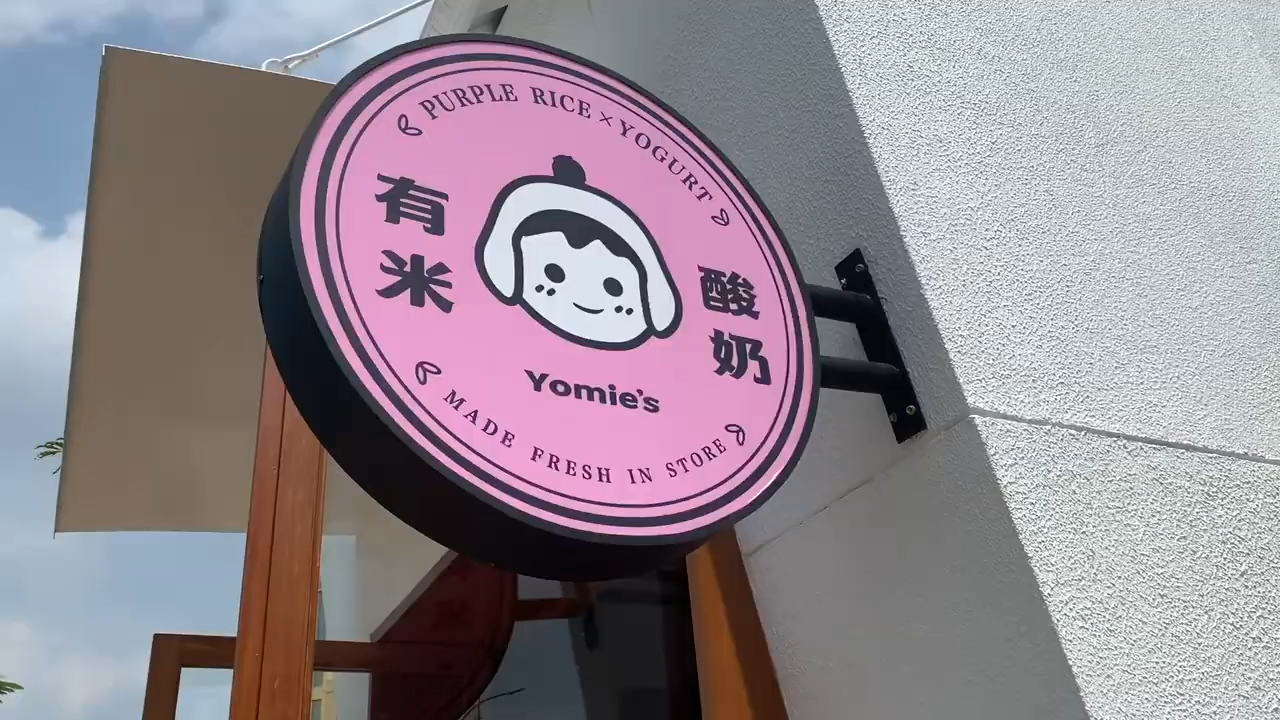 PURPLE RICE × YOGURT
有米
酸奶
Yomie's
MADE FRESH IN STORE